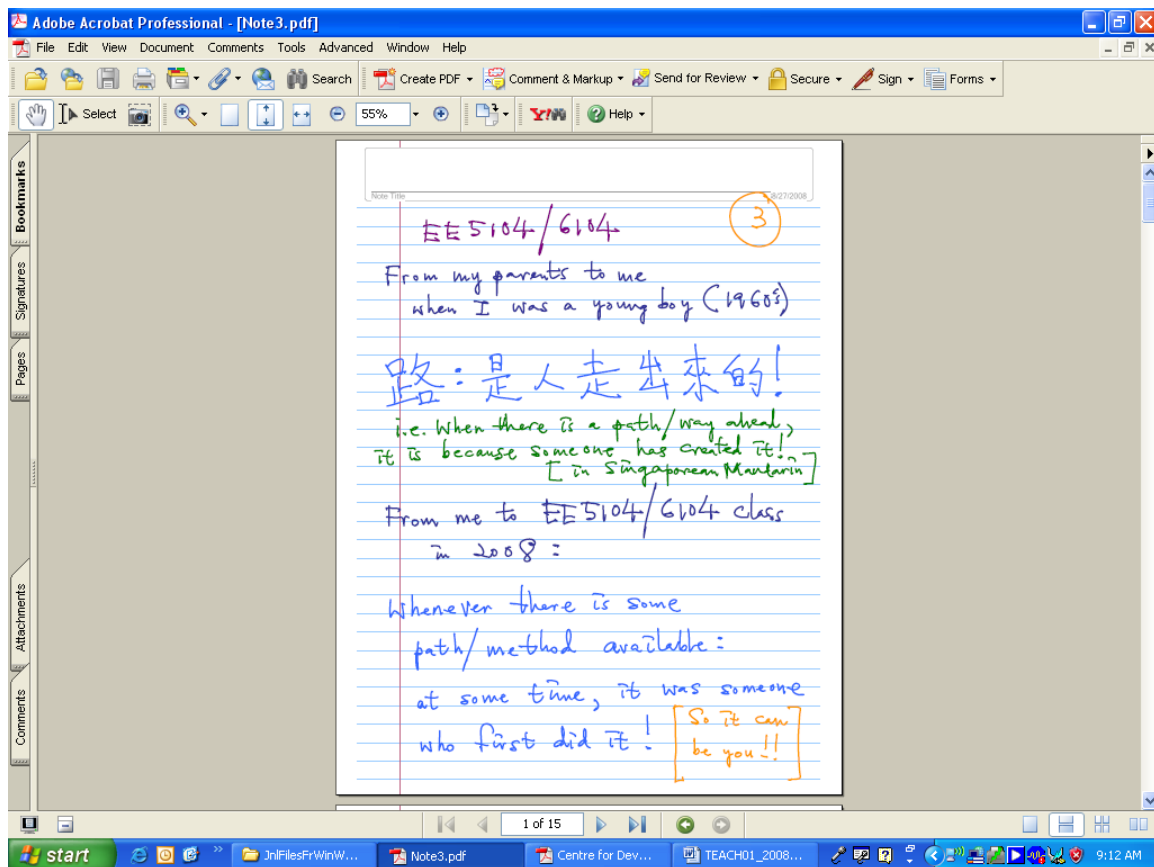 Adobe Acrobat Professional - [Note3.pdf]
File Edit View Document Comments Tools Advanced Window Help
Search Create PDF Comment & Markup Send for Review Secure Sign Forms
Select 55% Y! Help
Bookmarks
Signatures
Pages
Attachments
Comments
Note Title
8/27/2008
EE5104/6104
3
From my parents to me
when I was a young boy (1960's)
路:是人走出來的!
i.e. When there is a path/way ahead,
it is because someone has created it!
[in Singaporean Mandarin]
From me to EE5104/6104 class
in 2008:
Whenever there is some
path/method available:
at some time, it was someone
who first did it!
[So it can
be you!!]
1 of 15
start JnlFilesFrWinW... Note3.pdf Centre for Dev... TEACH01_2008... 9:12 AM